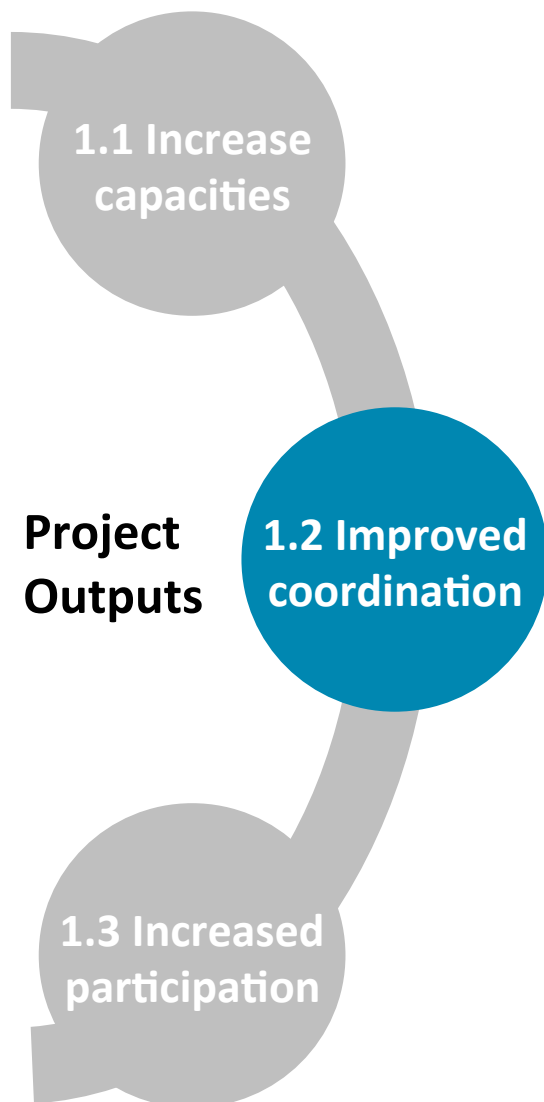 1.1 Increase
capacities
Project
Outputs
1.2 Improved
coordination
1.3 Increased
participation